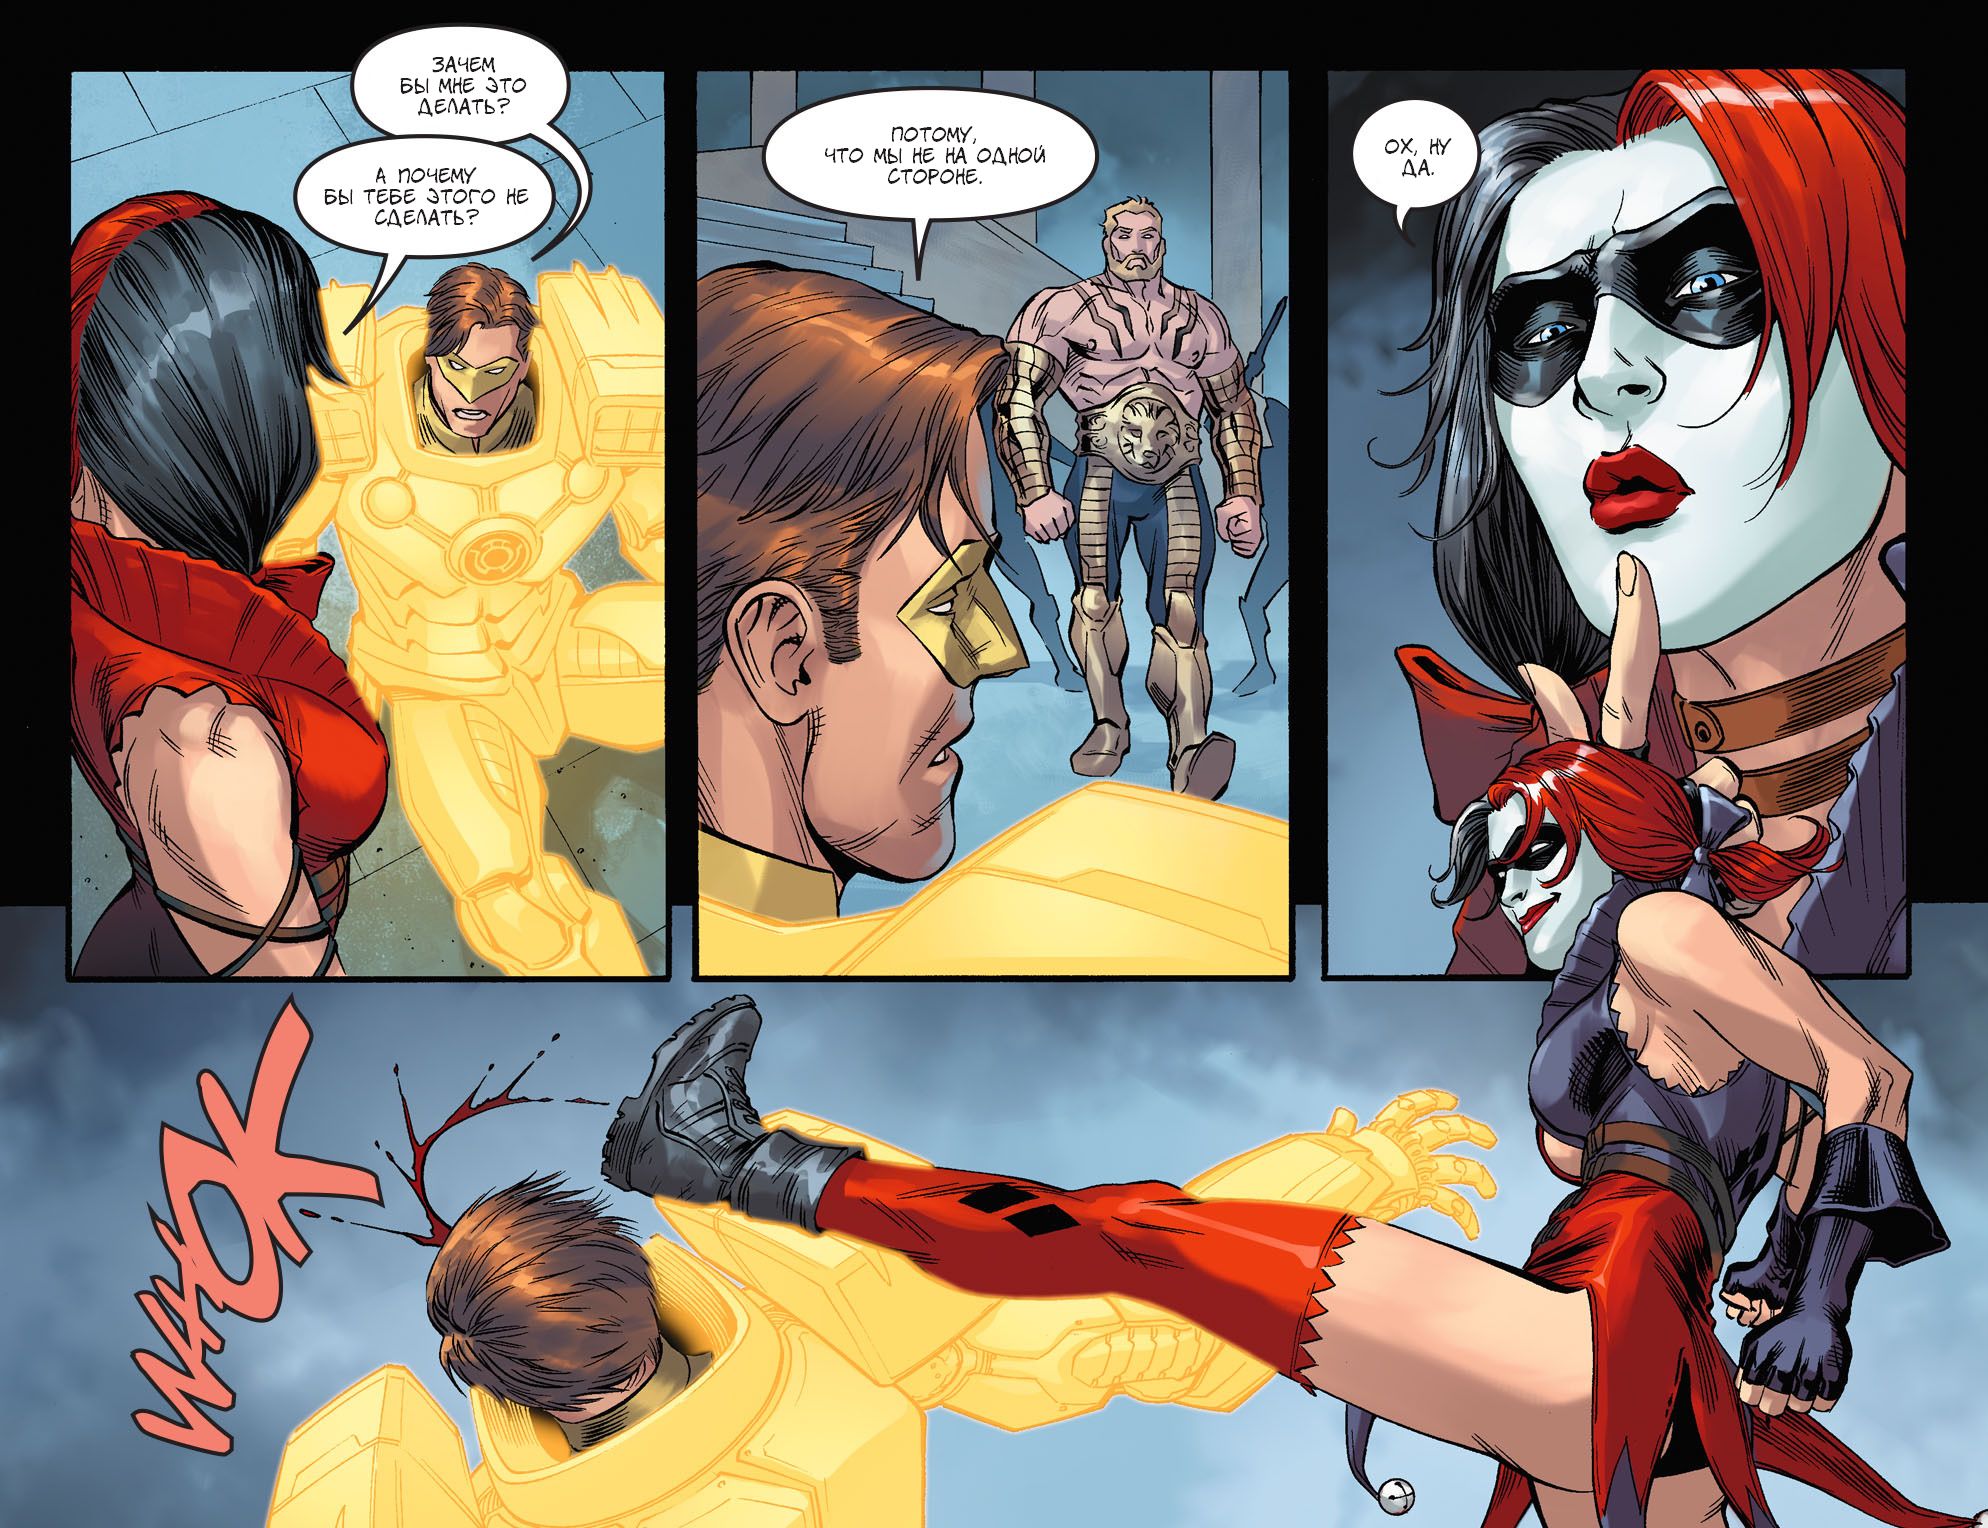 ЗАЧЕМ
БЫ МНЕ ЭТО
ДЕЛАТЬ?
А ПОЧЕМУ
БЫ ТЕБЕ ЭТОГО НЕ
СДЕЛАТЬ?
ПОТОМУ,
ЧТО МЫ НЕ НА ОДНОЙ
СТОРОНЕ.
ОХ, НУ
ДА.
WHOK